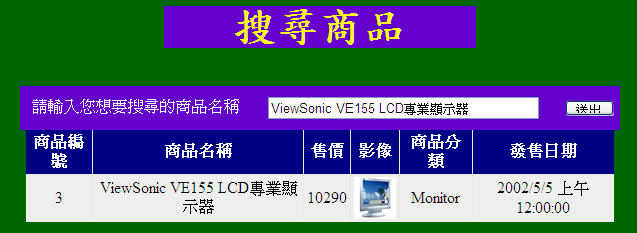 搜尋商品
請輸入您想要搜尋的商品名稱 ViewSonic VE155 LCD專業顯示器 送出
商品編號 商品名稱 售價 影像 商品分類 發售日期
3 ViewSonic VE155 LCD專業顯示器 10290 Monitor 2002/5/5 上午 12:00:00